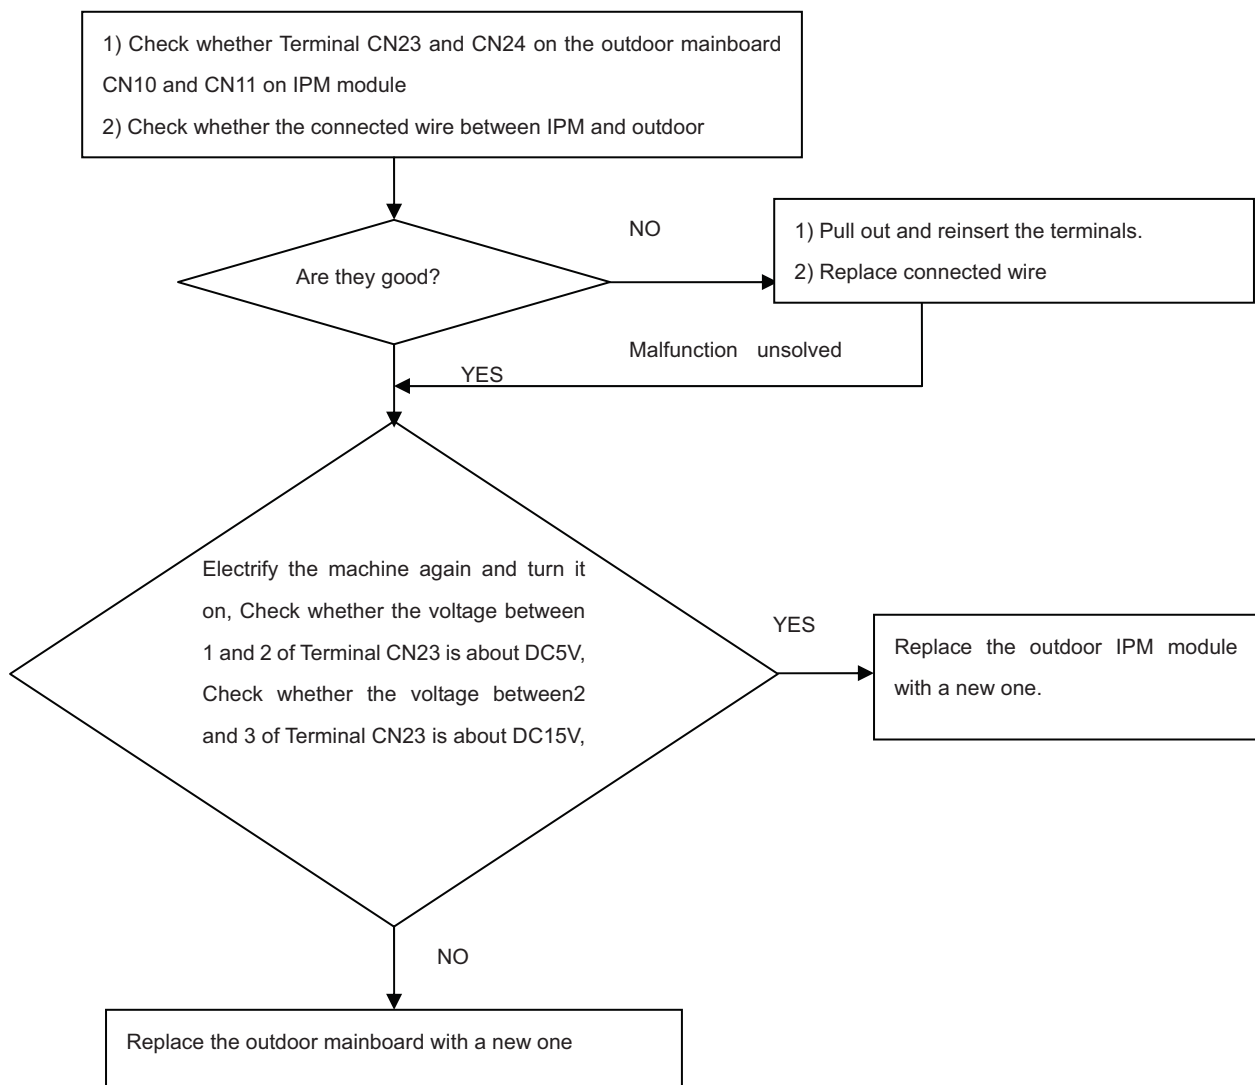 1) Check whether Terminal CN23 and CN24 on the outdoor mainboard
CN10 and CN11 on IPM module
2) Check whether the connected wire between IPM and outdoor
NO
1) Pull out and reinsert the terminals.
2) Replace connected wire
Are they good?
Malfunction unsolved
YES
Electrify the machine again and turn it
on, Check whether the voltage between
1 and 2 of Terminal CN23 is about DC5V,
Check whether the voltage between2
and 3 of Terminal CN23 is about DC15V,
YES
Replace the outdoor IPM module
with a new one.
NO
Replace the outdoor mainboard with a new one